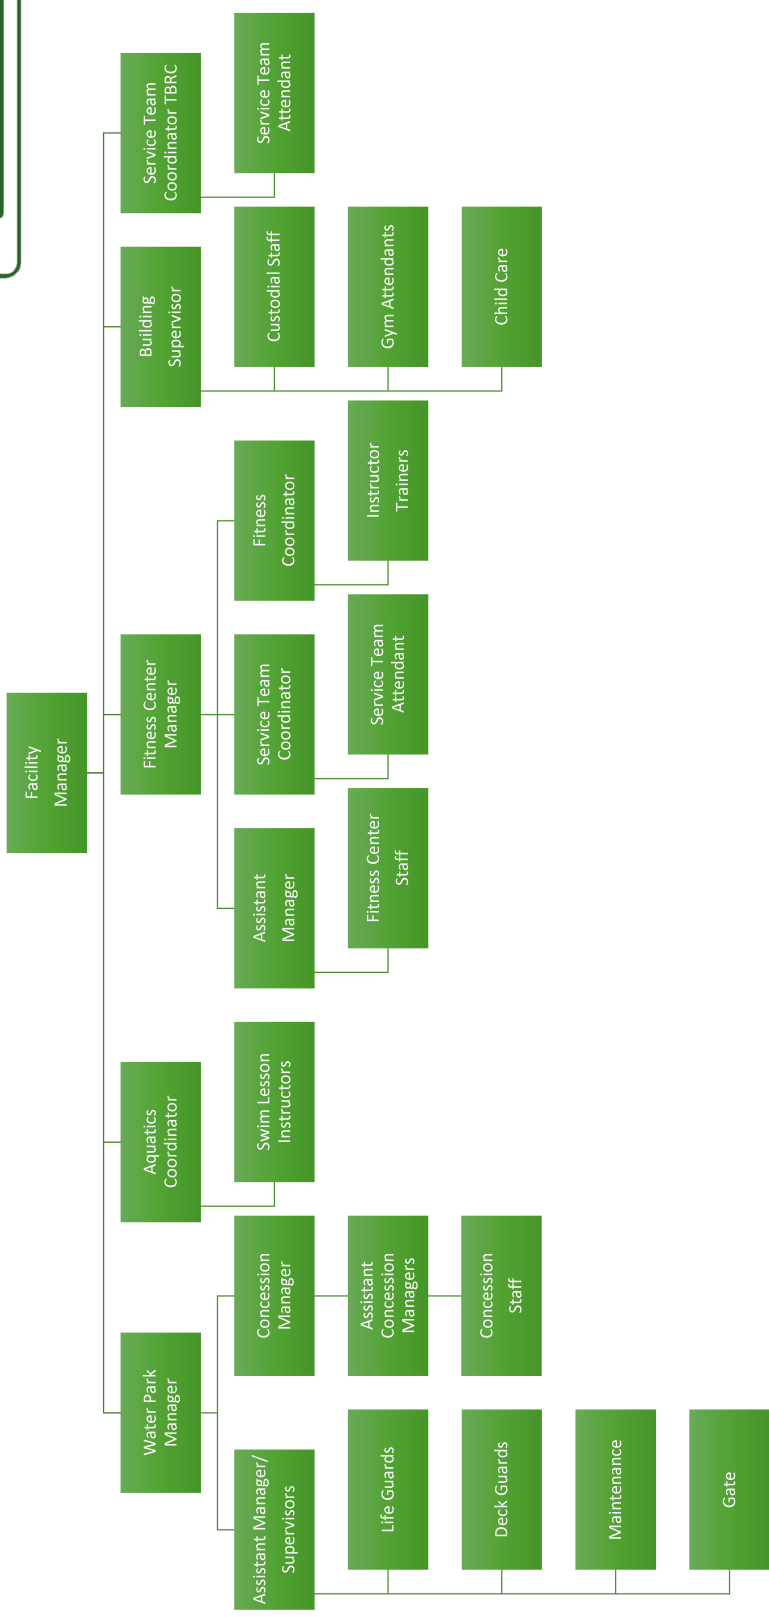 Facility
Manager
Water Park
Manager
Assistant Manager/
Supervisors
Life Guards
Deck Guards
Maintenance
Gate
Concession
Manager
Assistant
Concession
Managers
Concession
Staff
Aquatics
Coordinator
Swim Lesson
Instructors
Fitness Center
Manager
Assistant
Manager
Fitness Center
Staff
Service Team
Coordinator
Service Team
Attendant
Fitness
Coordinator
Instructor
Trainers
Building
Supervisor
Custodial Staff
Gym Attendants
Child Care
Service Team
Coordinator TBRC
Service Team
Attendant